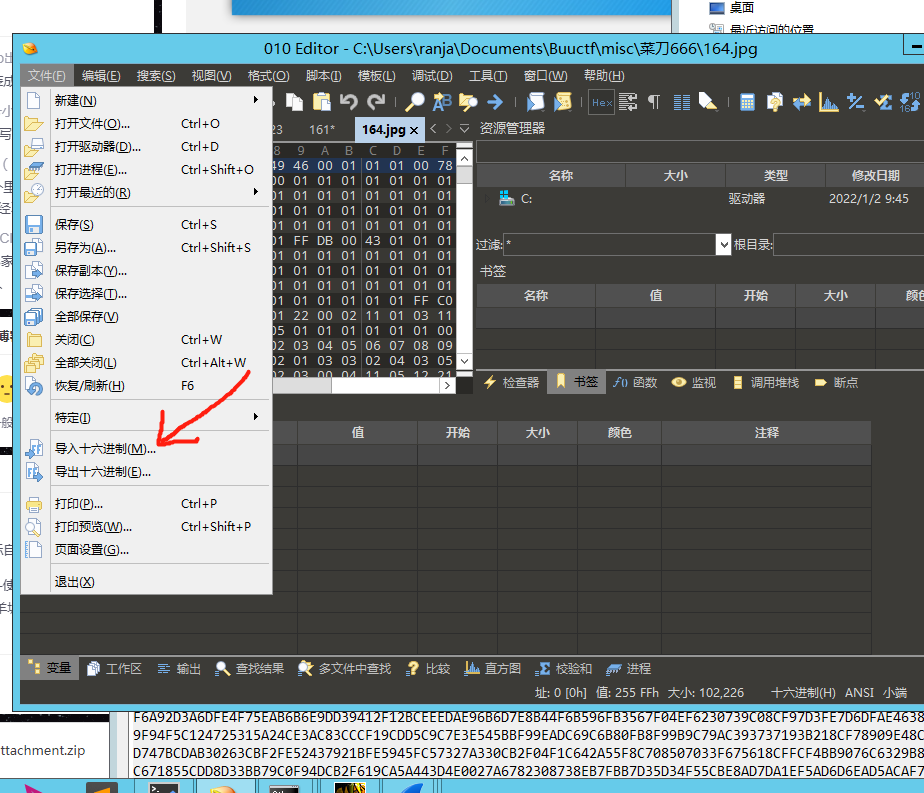 桌面
最近访问的位置
010 Editor - C:\Users\ranja\Documents\Buuctf\misc\菜刀666\164.jpg
文件(F) 编辑(E) 搜索(S) 视图(V) 格式(O) 脚本(I) 模板(L) 调试(D) 工具(T) 窗口(W) 帮助(H)
新建(N)
打开文件(O)... Ctrl+O
打开驱动器(D)... Ctrl+D
打开进程(E)... Ctrl+Shift+O
打开最近的(R)
保存(S) Ctrl+S
另存为(A)... Ctrl+Shift+S
保存副本(Y)...
保存选择(T)...
全部保存(V)
关闭(C) Ctrl+W
全部关闭(L) Ctrl+Alt+W
恢复/刷新(H) F6
特定(I)
导入十六进制(M)...
导出十六进制(E)...
打印(P)... Ctrl+P
打印预览(W)... Ctrl+Shift+P
页面设置(G)...
退出(X)
Hex
23 161* 164.jpg ×
8 9 A B C D E F
49 46 00 01 01 01 00 78
00 01 01 01 01 01 01 01
01 01 01 01 01 01 01 01
01 01 01 01 01 01 01 01
01 01 01 01 01 01 01 01
01 FF DB 00 43 01 01 01
01 01 01 01 01 01 01 01
01 01 01 01 01 01 01 01
01 01 01 01 01 01 01 01
01 01 01 01 01 01 FF C0
01 22 00 02 11 01 03 11
05 01 01 01 01 01 01 00
02 03 04 05 06 07 08 09
02 01 03 03 02 04 03 05
02 03 00 04 11 05 12 21
资源管理器
名称 大小 类型 修改日期
C: 驱动器 2022/1/2 9:45
过滤: * 根目录:
书签
名称 值 开始 大小 颜色
检查器 书签 函数 监视 调用堆栈 断点
值 开始 大小 颜色 注释
变量 工作区 输出 查找结果 多文件中查找 比较 直方图 校验和 进程
址: 0 [0h] 值: 255 FFh 大小: 102,226 十六进制(H) ANSI 小端
ttachment.zip
F6A92D3A6DFE4F75EAB6B6E9DD39412F12BCEEEDAE96B6D7E8B44F6B596FB3567F04EF6230739C08CF97D3FE7D6DFAE4638
9F94F5C124725315A24CE3AC83CCCF19CDD5C9C7E3E545BBF99EADC69C6B80FB8F99B9C79AC393737193B218CF78909E48C
D747BCDAB30263CBF2FE52437921BFE5945FC57327A330CB2F04F1C642A55F8C708507033F675618CFFCF4BB9076C6329B8
C671855CDD8D33BB79C0F94DCB2F619CA5A443D4E0027A6782308738EB7FBB7D35D34F55CBE8AD7DA1EF5AD6D6EAD5ACAF7